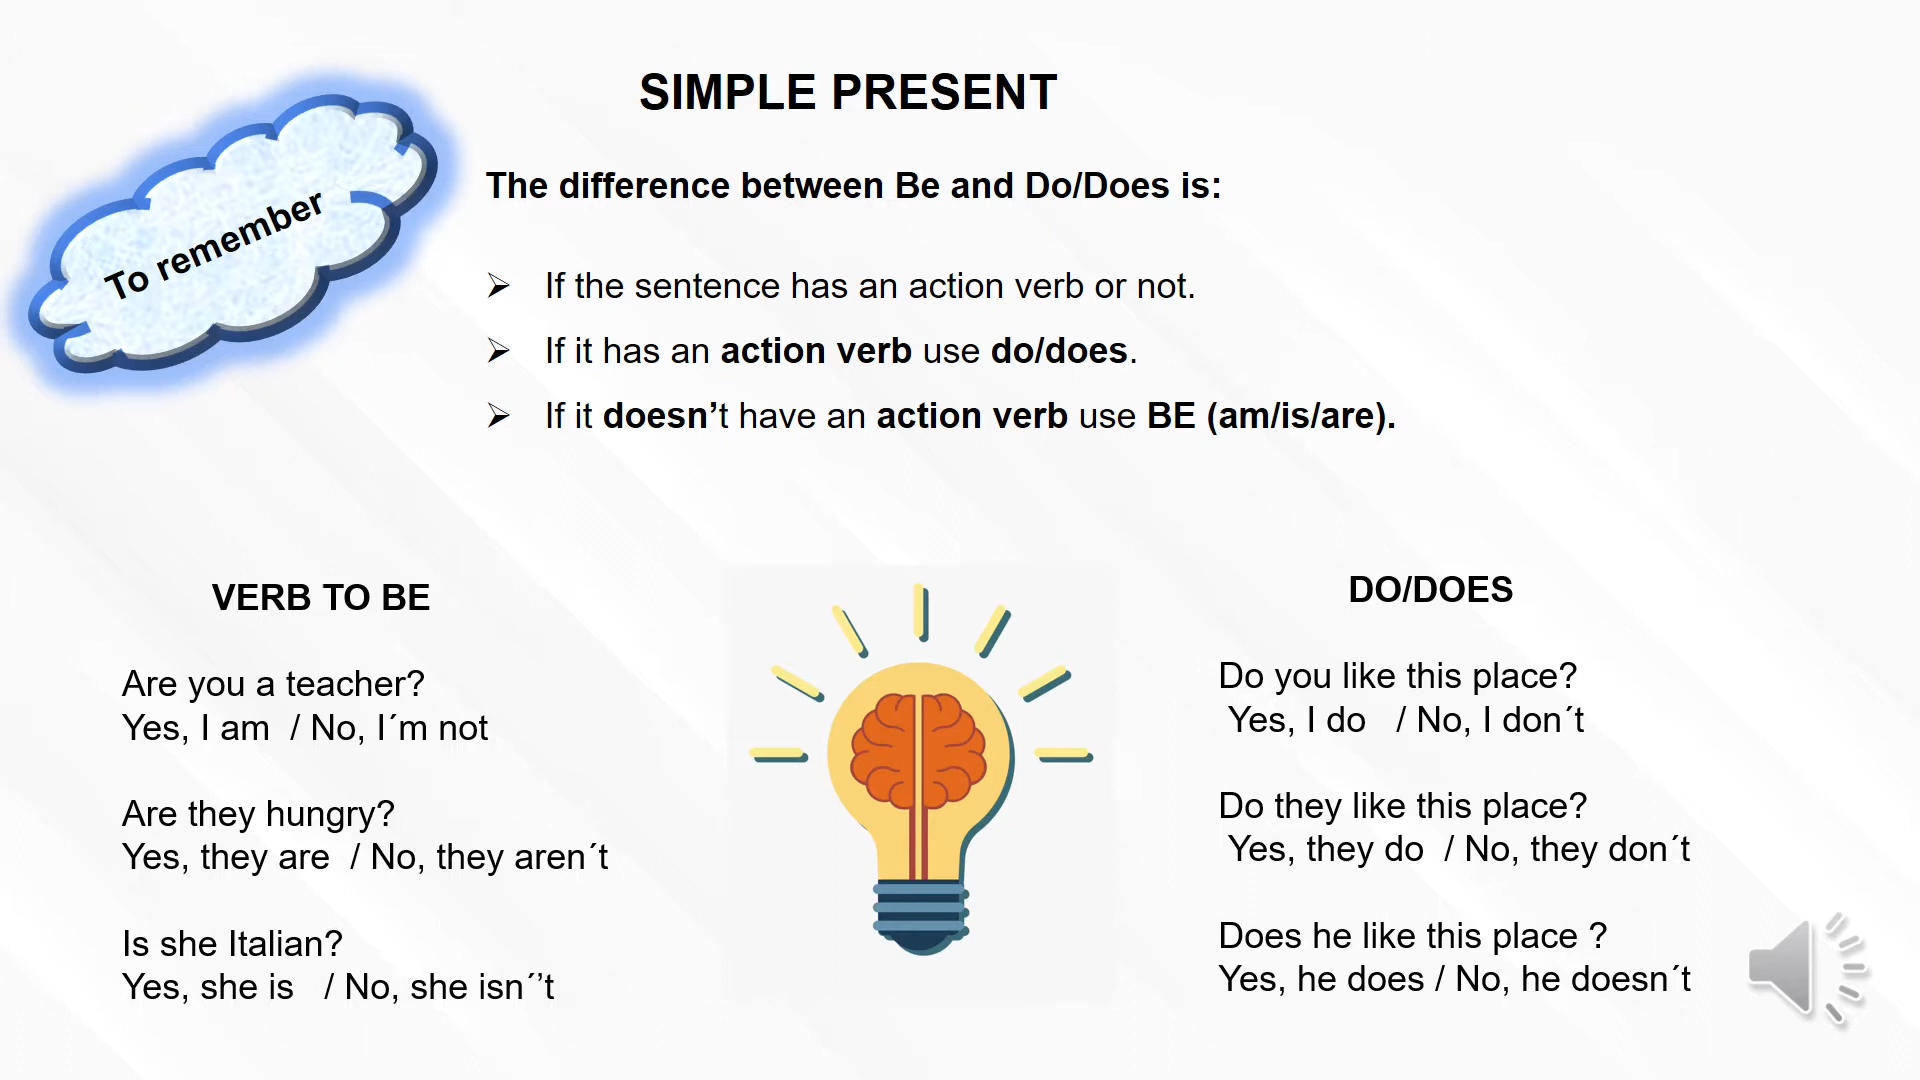 SIMPLE PRESENT
To remember
The difference between Be and Do/Does is:
➢ If the sentence has an action verb or not.
➢ If it has an action verb use do/does.
➢ If it doesn’t have an action verb use BE (am/is/are).
VERB TO BE
Are you a teacher?
Yes, I am / No, I´m not
Are they hungry?
Yes, they are / No, they aren´t
Is she Italian?
Yes, she is / No, she isn´’t
DO/DOES
Do you like this place?
Yes, I do / No, I don´t
Do they like this place?
Yes, they do / No, they don´t
Does he like this place ?
Yes, he does / No, he doesn´t